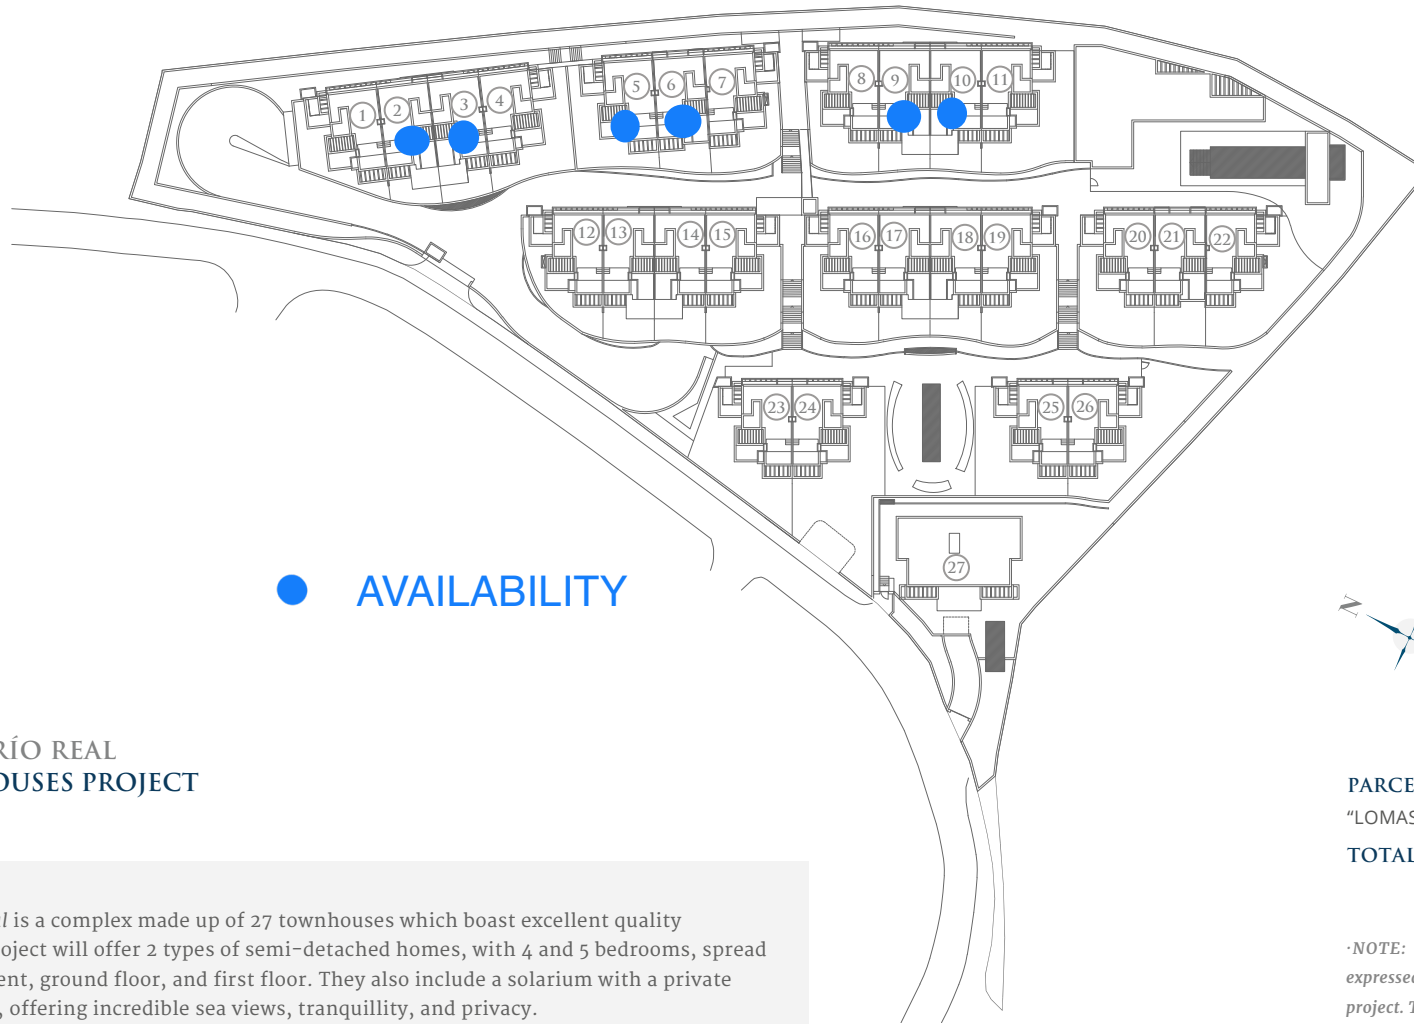 1
2
3
4
5
6
7
8
9
10
11
12
13
14
15
16
17
18
19
20
21
22
23
24
25
26
27
AVAILABILITY
N
RÍO REAL
OUSES PROJECT
PARCE
“LOMAS
TOTAL
l is a complex made up of 27 townhouses which boast excellent quality
oject will offer 2 types of semi-detached homes, with 4 and 5 bedrooms, spread
ent, ground floor, and first floor. They also include a solarium with a private
, offering incredible sea views, tranquillity, and privacy.
·NOTE:
expressed
project. T